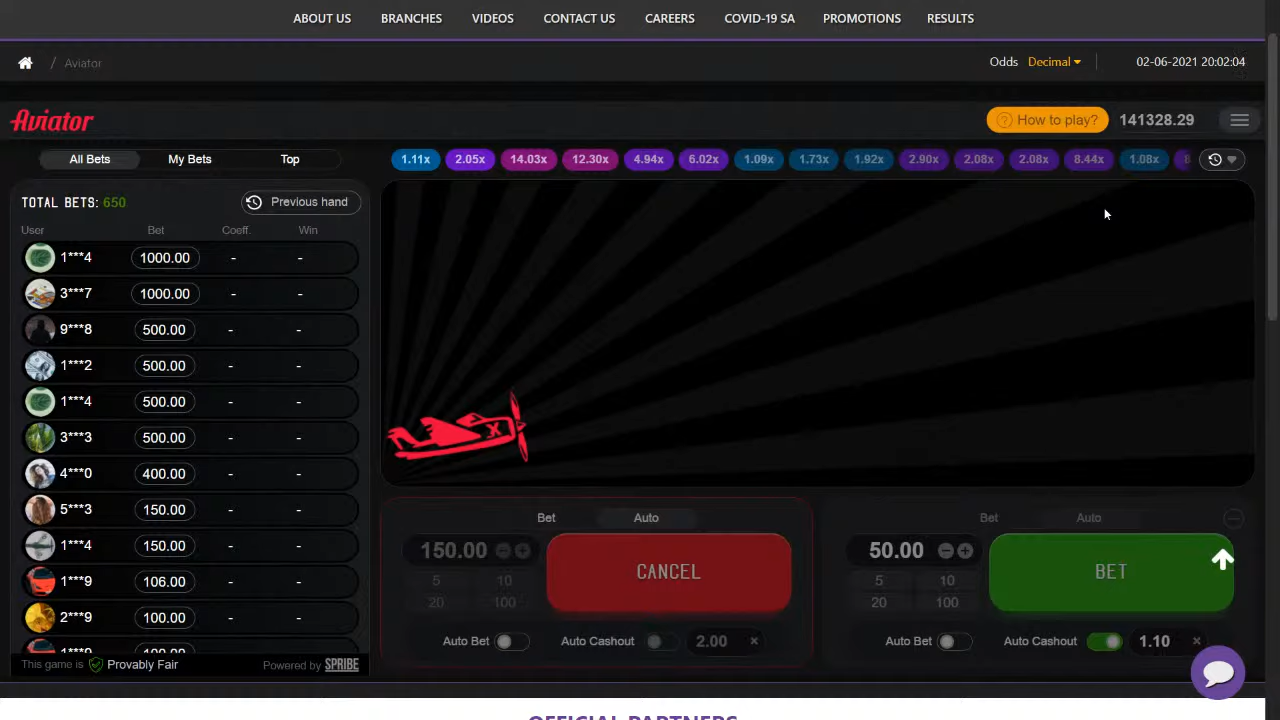 ABOUT US BRANCHES VIDEOS CONTACT US CAREERS COVID-19 SA PROMOTIONS RESULTS
/ Aviator Odds Decimal 02-06-2021 20:02:04
Aviator How to play? 141328.29
All Bets My Bets Top
1.11x 2.05x 14.03x 12.30x 4.94x 6.02x 1.09x 1.73x 1.92x 2.90x 2.08x 2.08x 8.44x 1.08x 8
TOTAL BETS: 650 Previous hand
User Bet Coeff. Win
1***4 1000.00 - -
3***7 1000.00 - -
9***8 500.00 - -
1***2 500.00 - -
1***4 500.00 - -
3***3 500.00 - -
4***0 400.00 - -
5***3 150.00 - -
1***4 150.00 - -
1***9 106.00 - -
2***9 100.00 - -
1***9 100.00 - -
This game is Provably Fair Powered by SPRIBE
X
Bet Auto
150.00
5 10
20 100
CANCEL
Auto Bet Auto Cashout 2.00 ×
Bet Auto
50.00
5 10
20 100
BET
Auto Bet Auto Cashout 1.10 ×
OFFICIAL PARTNERS